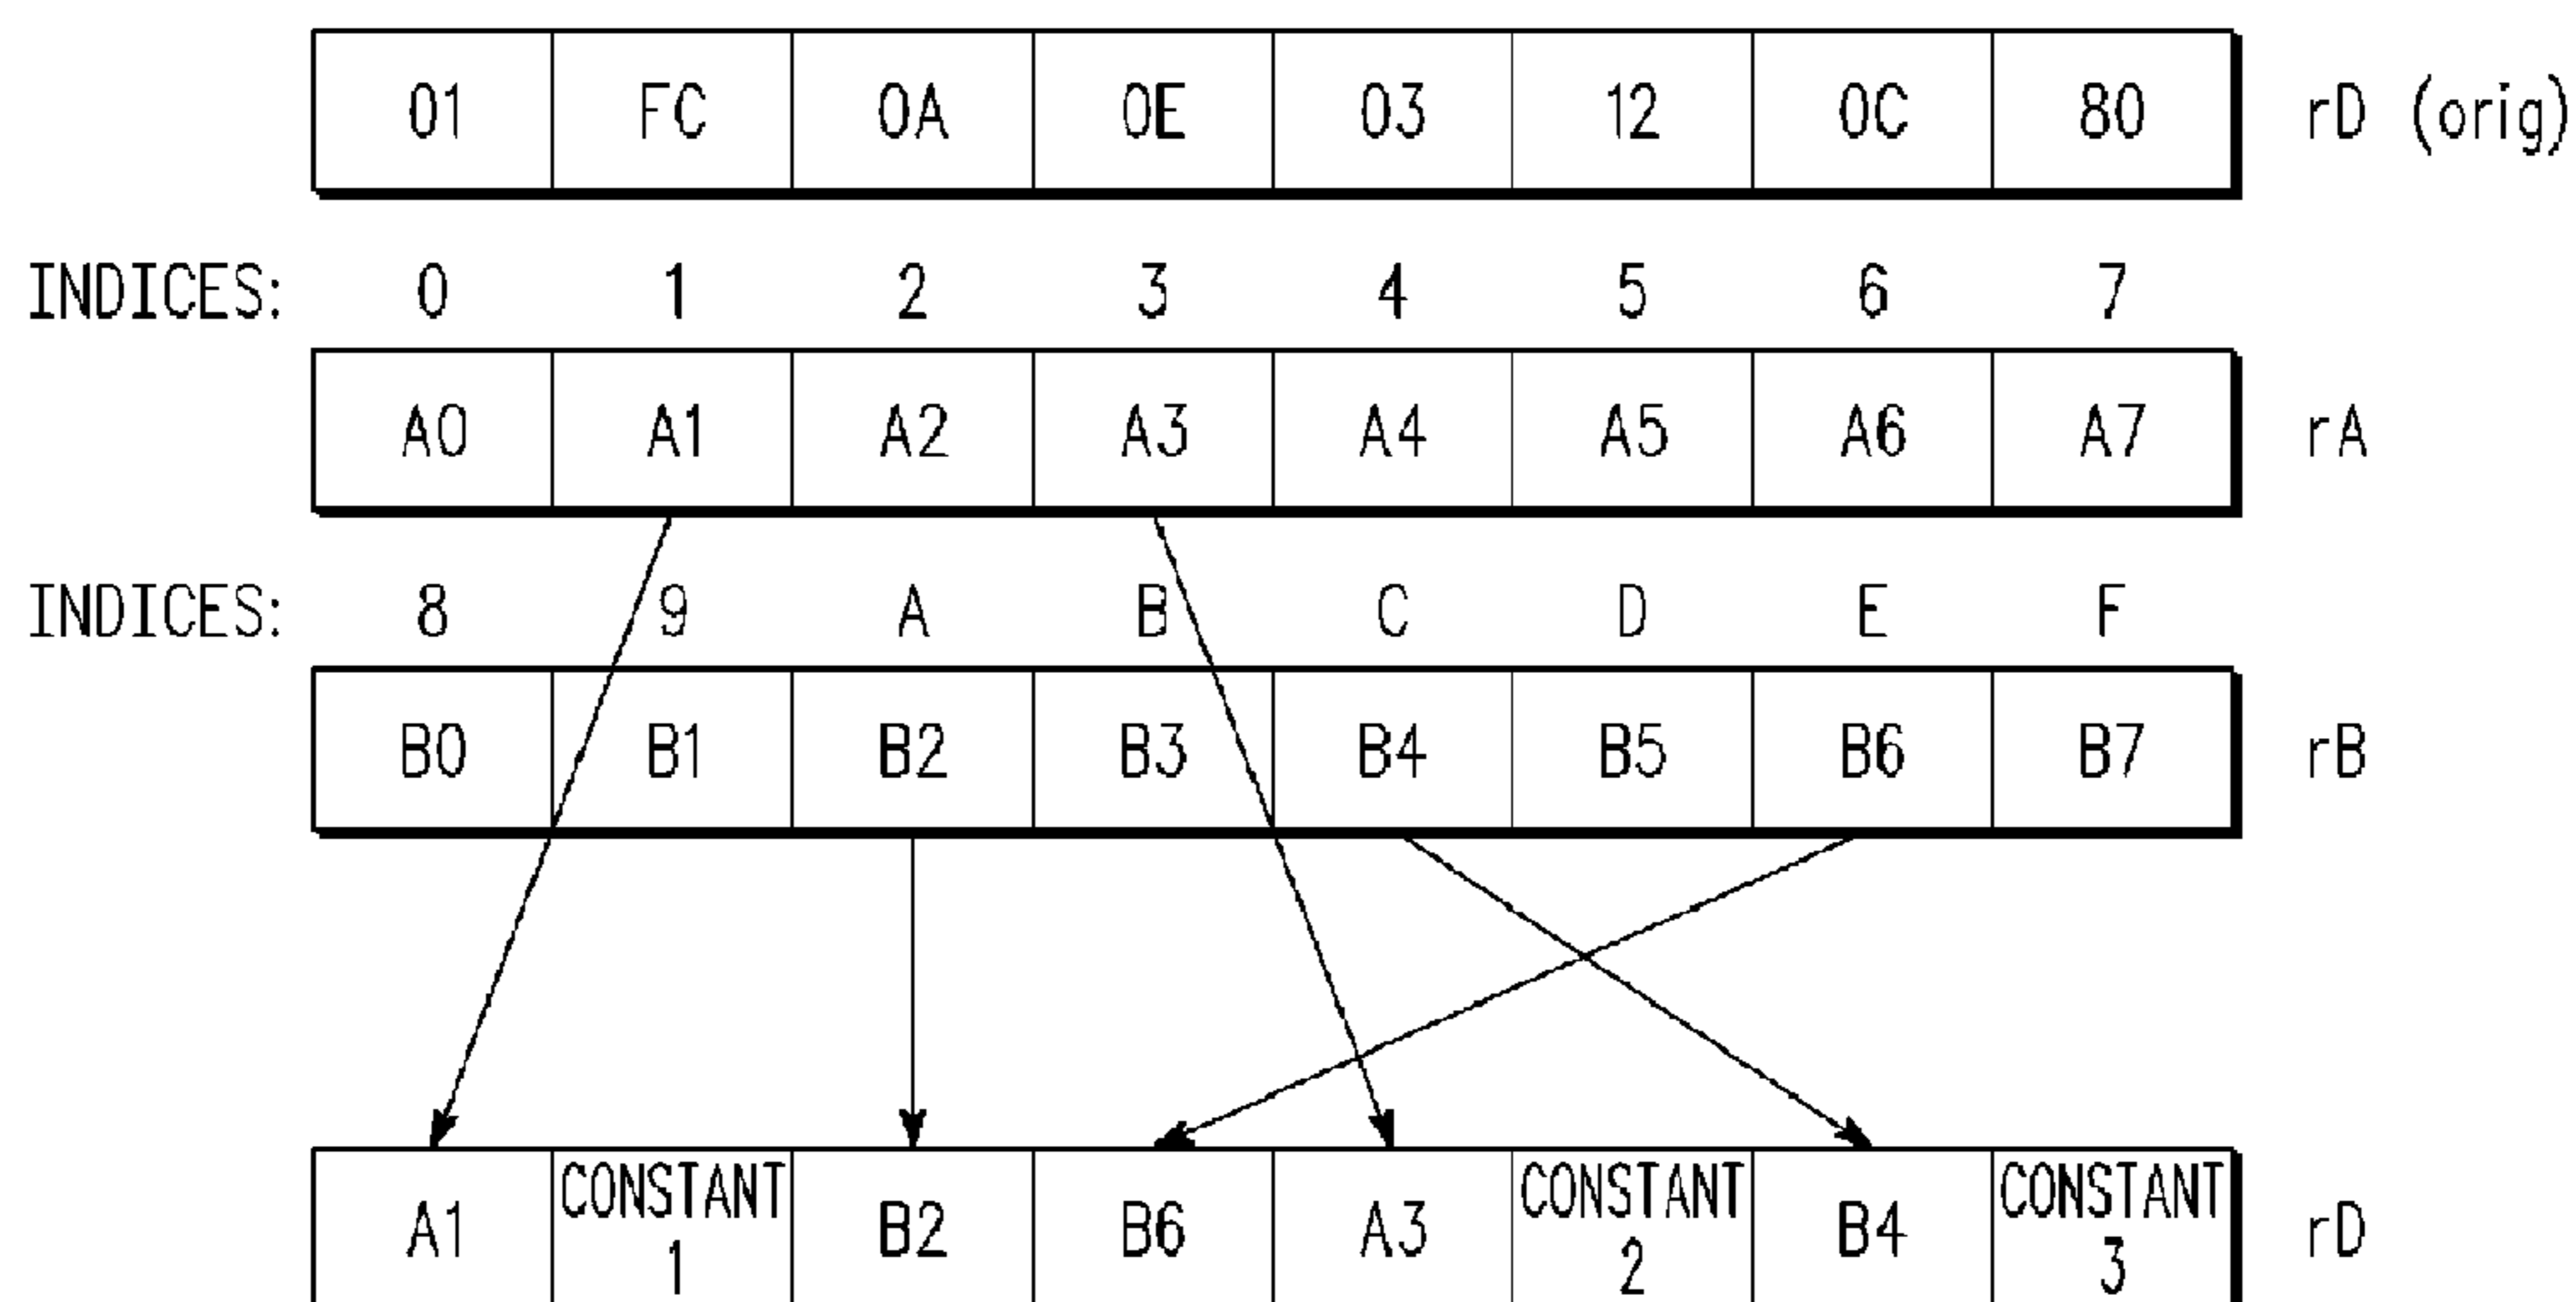 01 FC 0A 0E 03 12 0C 80 rD (orig)
INDICES: 0 1 2 3 4 5 6 7
A0 A1 A2 A3 A4 A5 A6 A7 rA
INDICES: 8 9 A B C D E F
B0 B1 B2 B3 B4 B5 B6 B7 rB
A1 CONSTANT 1 B2 B6 A3 CONSTANT 2 B4 CONSTANT 3 rD